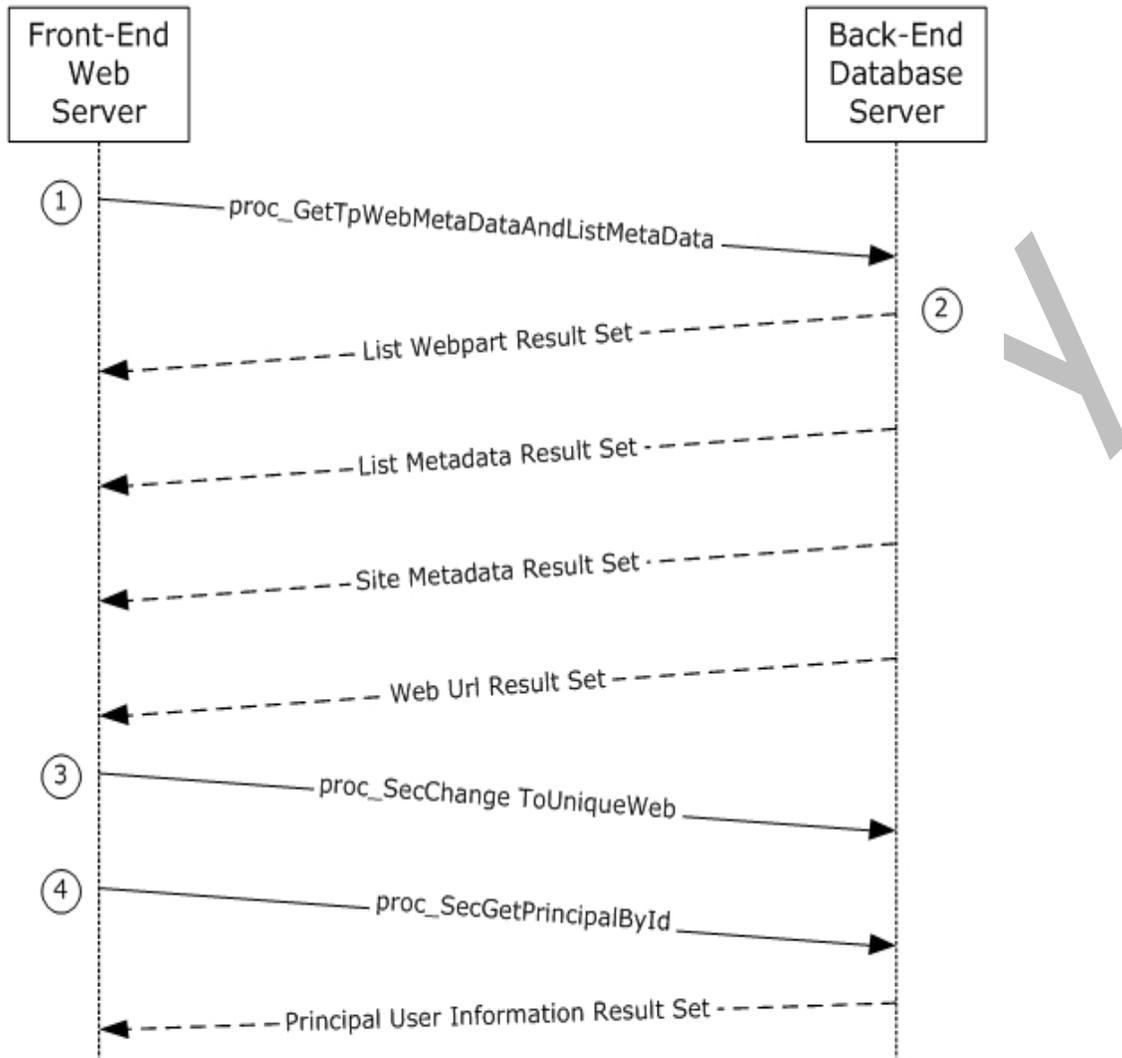 Front-End
Web
Server
Back-End
Database
Server
1
proc_GetTpWebMetaDataAndListMetaData
2
List Webpart Result Set
List Metadata Result Set
Site Metadata Result Set
Web Url Result Set
3
proc_SecChange ToUniqueWeb
4
proc_SecGetPrincipalById
Principal User Information Result Set
y